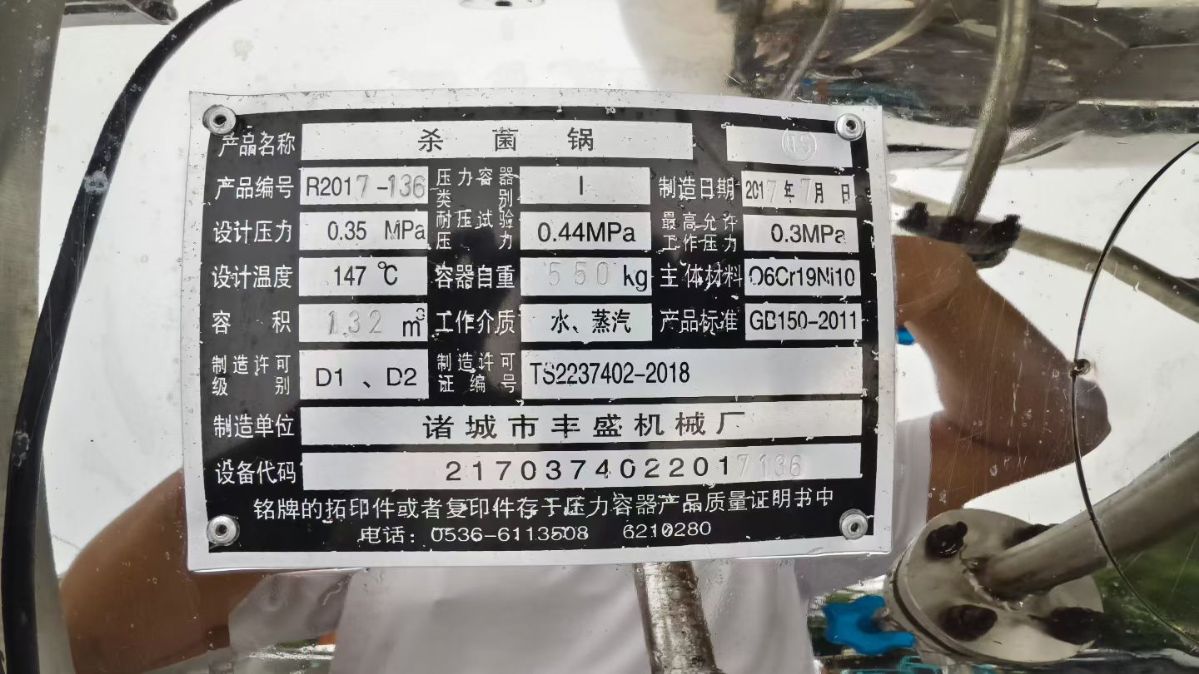 产品名称 杀菌锅
产品编号 R2017-136 压力容器类别 I 制造日期 2017年7月 日
设计压力 0.35 MPa 耐压试验压力 0.44MPa 最高允许工作压力 0.3MPa
设计温度 147 ℃ 容器自重 550kg 主体材料 06Cr19Ni10
容 积 132 m³ 工作介质 水、蒸汽 产品标准 GB150-2011
制造许可级别 D1、D2 制造许可证编号 TS2237402-2018
制造单位 诸城市丰盛机械厂
设备代码 2170374022017136
铭牌的拓印件或者复印件存于压力容器产品质量证明书中
电话：0536-6113508 6210280